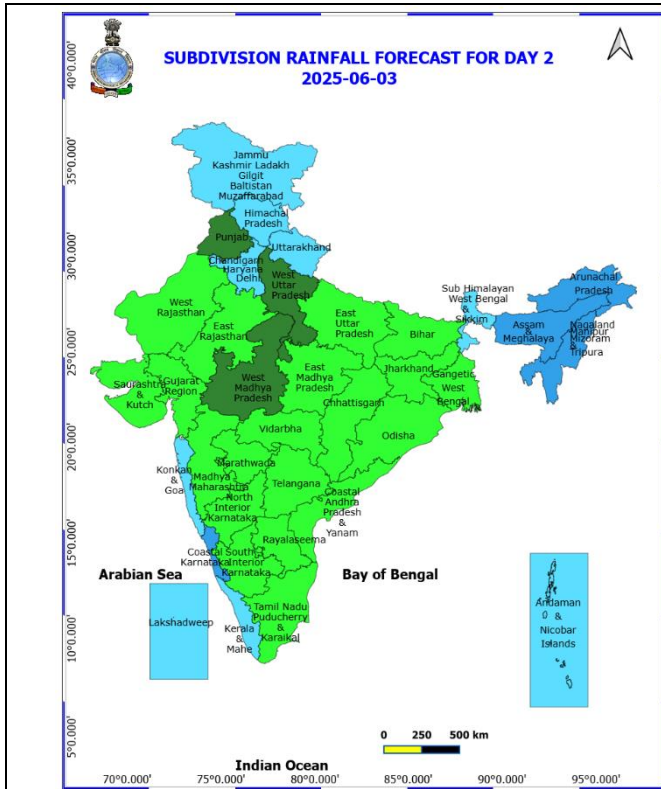 SUBDIVISION RAINFALL FORECAST FOR DAY 2
2025-06-03
40°0.000'
35°0.000'
30°0.000'
25°0.000'
20°0.000'
15°0.000'
10°0.000'
5°0.000'
Jammu
Kashmir Ladakh
Gilgit
Baltistan
Muzaffarabad
Himachal
Pradesh
Punjab
Uttarakhand
Chandigarh
Haryana
Delhi
West
Uttar
Pradesh
Arunachal
Pradesh
Sub Himalayan
West Bengal
&
Sikkim
West
Rajasthan
East
Rajasthan
East
Uttar
Pradesh
Bihar
Assam
&
Meghalaya
Nagaland
Manipur
Mizoram
&
Tripura
Saurashtra
&
Kutch
Gujarat
Region
West
Madhya
Pradesh
East
Madhya
Pradesh
Jharkhand
Gangetic
West
Bengal
Chhattisgarh
Vidarbha
Odisha
Konkan
&
Goa
Marathwada
Madhya
Maharashtra
North
Interior
Karnataka
Telangana
Coastal
Andhra
Pradesh
&
Yanam
Rayalaseema
Coastal
Karnataka
South
Interior
Karnataka
Arabian Sea
Bay of Bengal
Lakshadweep
Kerala
&
Mahe
Tamil Nadu
Puducherry
&
Karaikal
Andaman
&
Nicobar
Islands
0 250 500 km
Indian Ocean
70°0.000' 75°0.000' 80°0.000' 85°0.000' 90°0.000' 95°0.000'